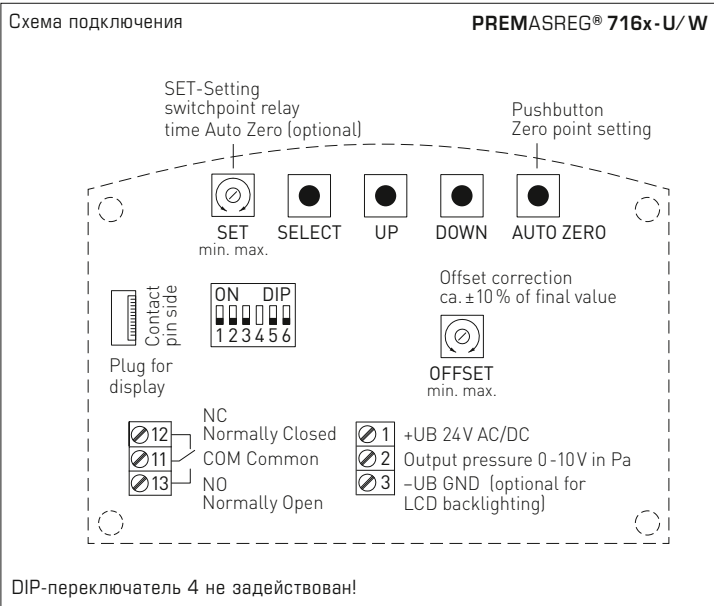 Схема подключения
PREMASREG® 716x-U/W
SET-Setting
switchpoint relay
time Auto Zero (optional)
Pushbutton
Zero point setting
SET
min. max.
SELECT
UP
DOWN
AUTO ZERO
Contact
pin side
Plug for
display
ON DIP
1 2 3 4 5 6
Offset correction
ca. ±10 % of final value
OFFSET
min. max.
12
11
13
NC
Normally Closed
COM Common
NO
Normally Open
1 +UB 24V AC/DC
2 Output pressure 0-10V in Pa
3 –UB GND (optional for
LCD backlighting)
DIP-переключатель 4 не задействован!